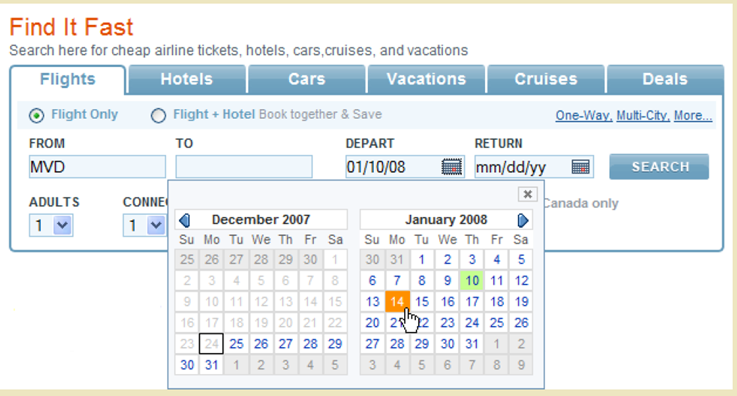 Find It Fast
Search here for cheap airline tickets, hotels, cars,cruises, and vacations
Flights Hotels Cars Vacations Cruises Deals
Flight Only Flight + Hotel Book together & Save One-Way, Multi-City, More...
FROM TO DEPART RETURN
MVD 01/10/08 mm/dd/yy SEARCH
ADULTS CONNE Canada only
1 1
December 2007 January 2008
Su Mo Tu We Th Fr Sa Su Mo Tu We Th Fr Sa
25 26 27 28 29 30 1 30 31 1 2 3 4 5
2 3 4 5 6 7 8 6 7 8 9 10 11 12
9 10 11 12 13 14 15 13 14 15 16 17 18 19
16 17 18 19 20 21 22 20 21 22 23 24 25 26
23 24 25 26 27 28 29 27 28 29 30 31 1 2
30 31 1 2 3 4 5 3 4 5 6 7 8 9